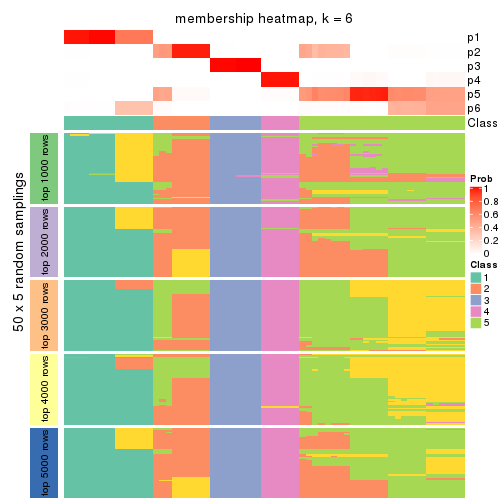 membership heatmap, k = 6
p1
p2
p3
p4
p5
p6
Class
50 x 5 random samplings
top 1000 rows
top 2000 rows
top 3000 rows
top 4000 rows
top 5000 rows
Prob
1
0.8
0.6
0.4
0.2
0
Class
1
2
3
4
5